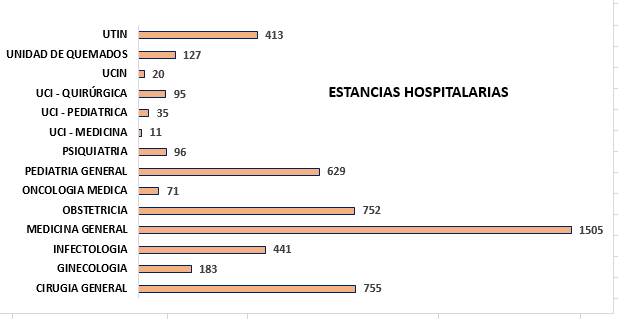 ESTANCIAS HOSPITALARIAS
UTIN 413
UNIDAD DE QUEMADOS 127
UCIN 20
UCI - QUIRÚRGICA 95
UCI - PEDIATRICA 35
UCI - MEDICINA 11
PSIQUIATRIA 96
PEDIATRIA GENERAL 629
ONCOLOGIA MEDICA 71
OBSTETRICIA 752
MEDICINA GENERAL 1505
INFECTOLOGIA 441
GINECOLOGIA 183
CIRUGIA GENERAL 755